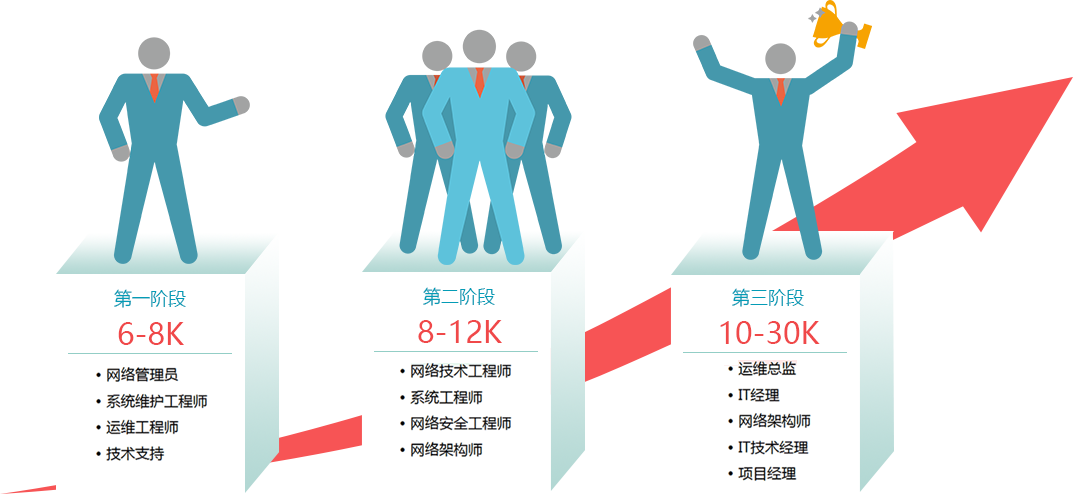 第一阶段
6-8K
• 网络管理员
• 系统维护工程师
• 运维工程师
• 技术支持
第二阶段
8-12K
• 网络技术工程师
• 系统工程师
• 网络安全工程师
• 网络架构师
第三阶段
10-30K
• 运维总监
• IT经理
• 网络架构师
• IT技术经理
• 项目经理